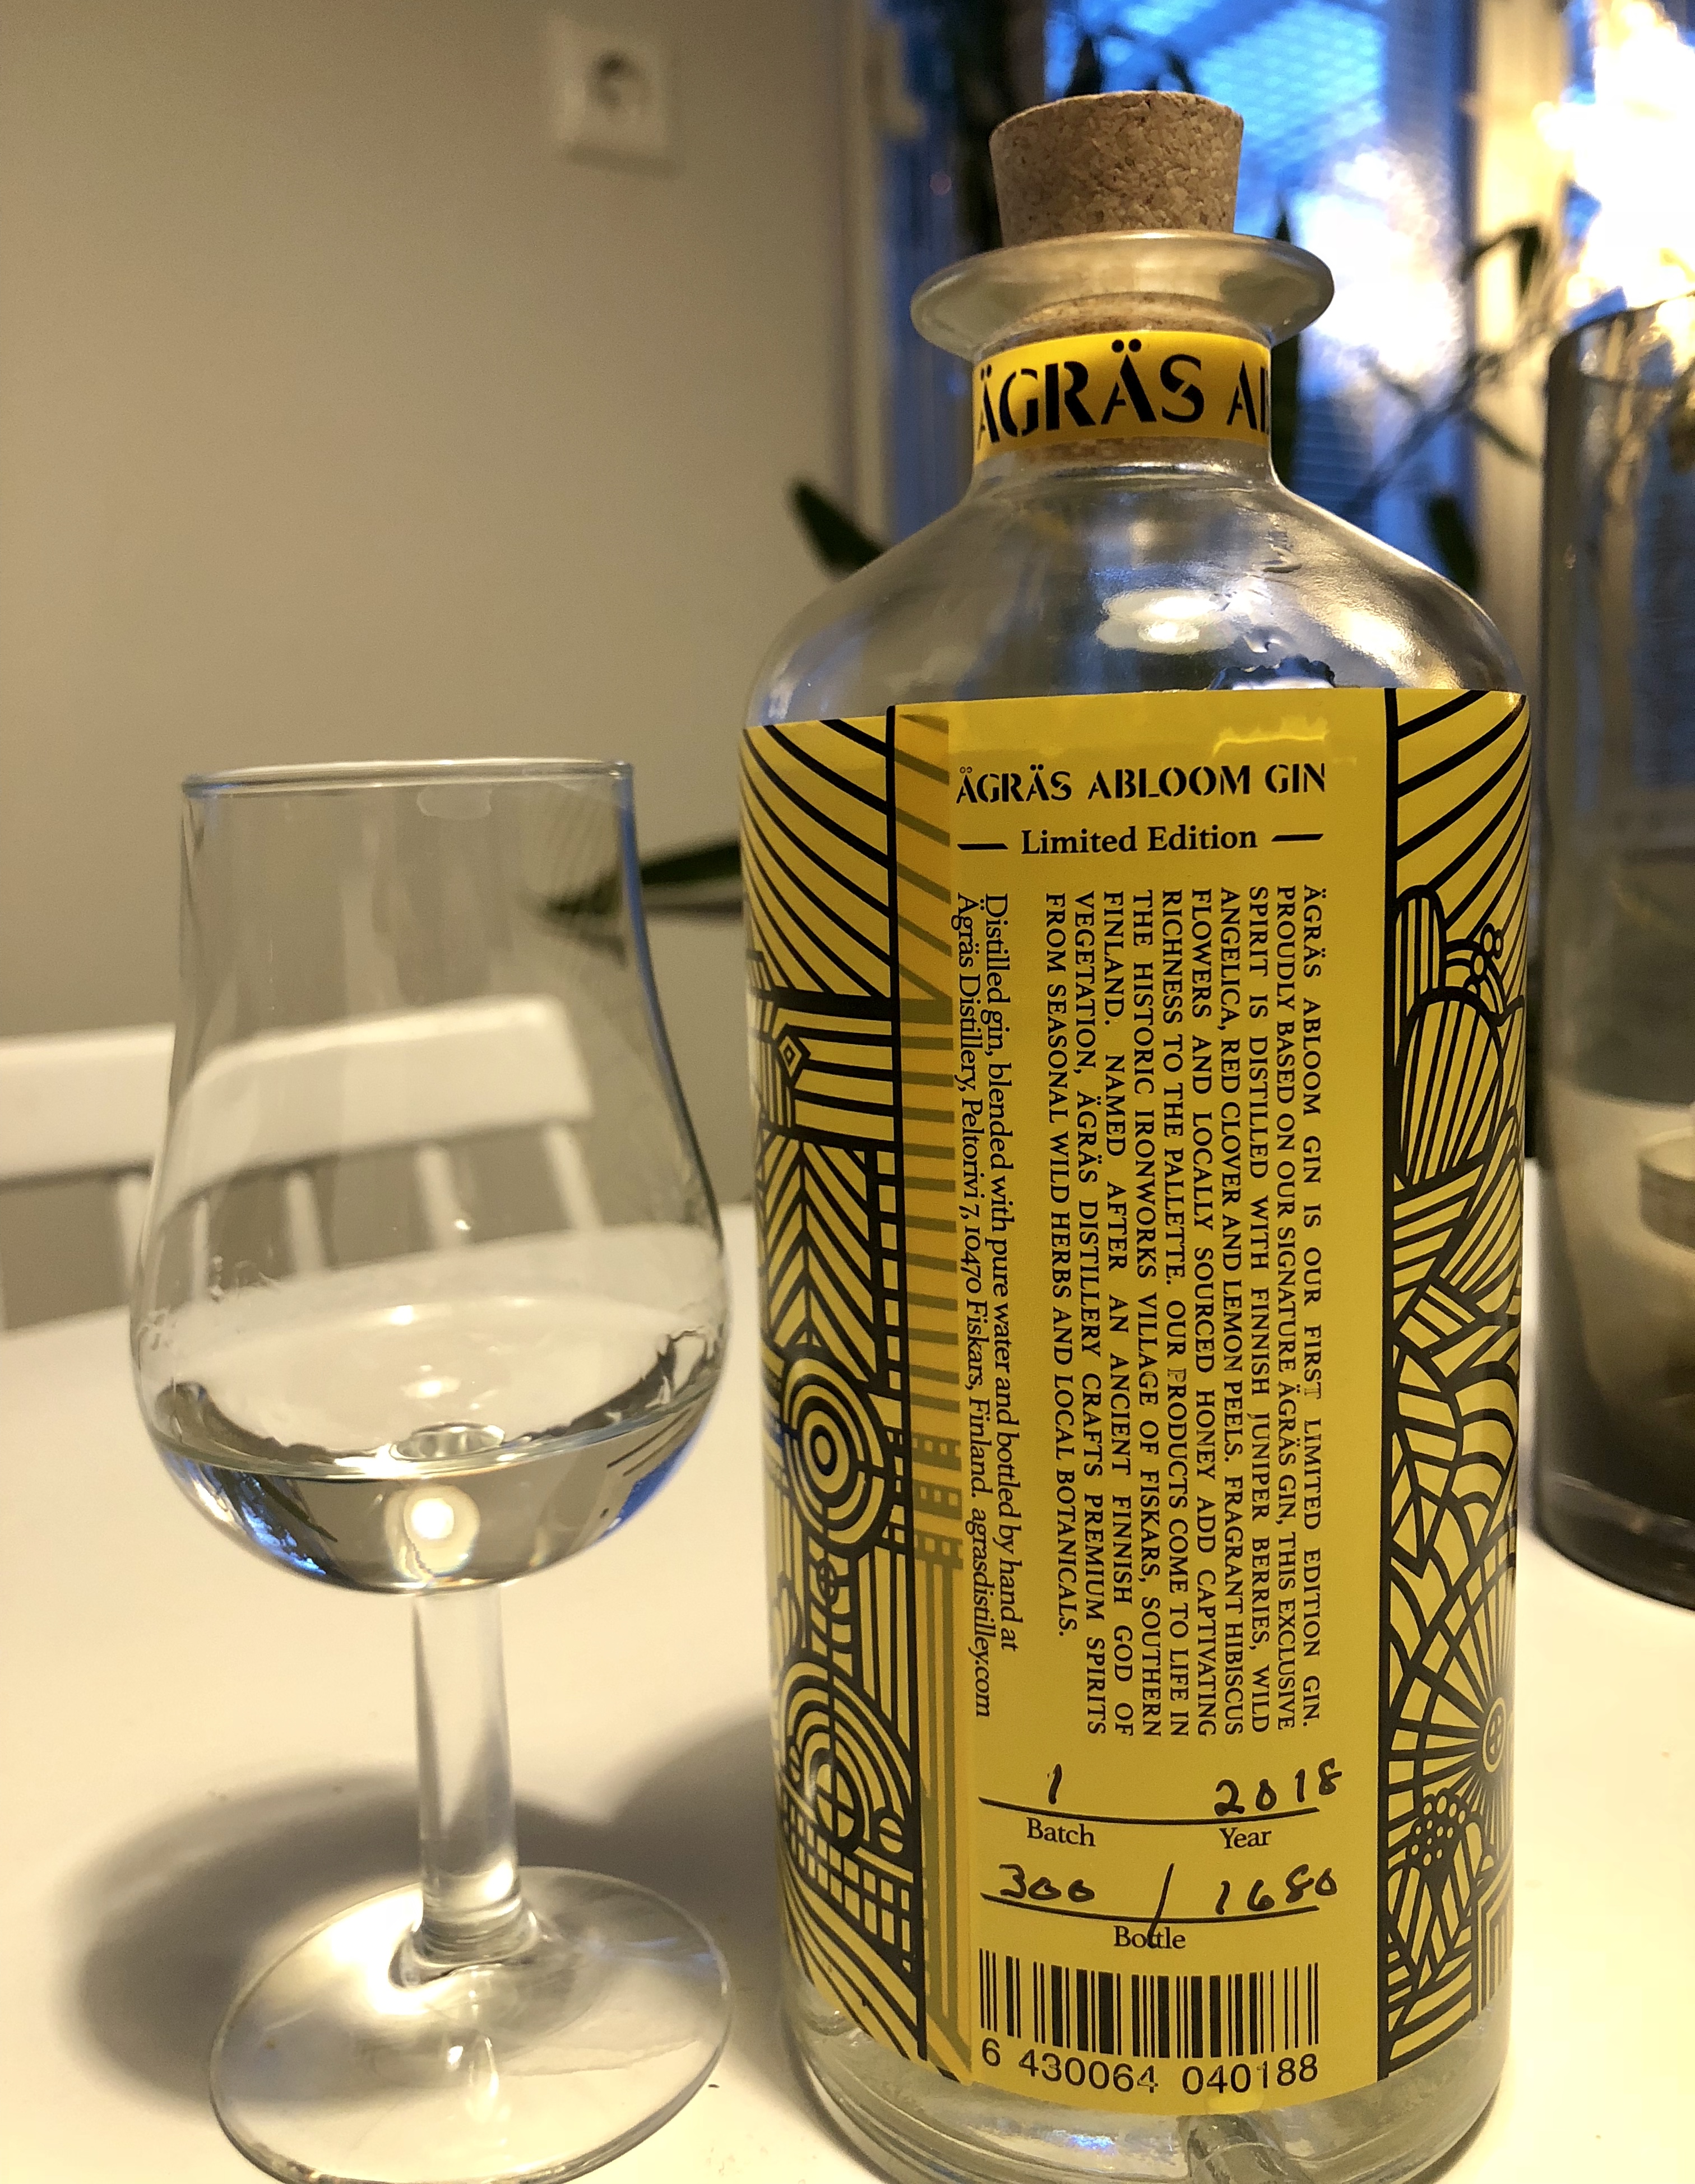 ÄGRÄS A
ÄGRÄS ABLOOM GIN
Limited Edition
ÄGRÄS ABLOOM GIN IS OUR FIRST LIMITED EDITION GIN.
PROUDLY BASED ON OUR SIGNATURE ÄGRÄS GIN, THIS EXCLUSIVE
SPIRIT IS DISTILLED WITH FINNISH JUNIPER BERRIES, WILD
ANGELICA, RED CLOVER AND LEMON PEELS. FRAGRANT HIBISCUS
FLOWERS AND LOCALLY SOURCED HONEY ADD CAPTIVATING
RICHNESS TO THE PALLETTE. OUR PRODUCTS COME TO LIFE IN
THE HISTORIC IRONWORKS VILLAGE OF FISKARS, SOUTHERN
FINLAND. NAMED AFTER AN ANCIENT FINNISH GOD OF
VEGETATION, ÄGRÄS DISTILLERY CRAFTS PREMIUM SPIRITS
FROM SEASONAL WILD HERBS AND LOCAL BOTANICALS.
Distilled gin, blended with pure water and bottled by hand at
Ägräs Distillery, Peltorivi 7, 10470 Fiskars, Finland. agrasdistilley.com
1 2018
Batch Year
300 / 1680
Bottle
6 430064 040188